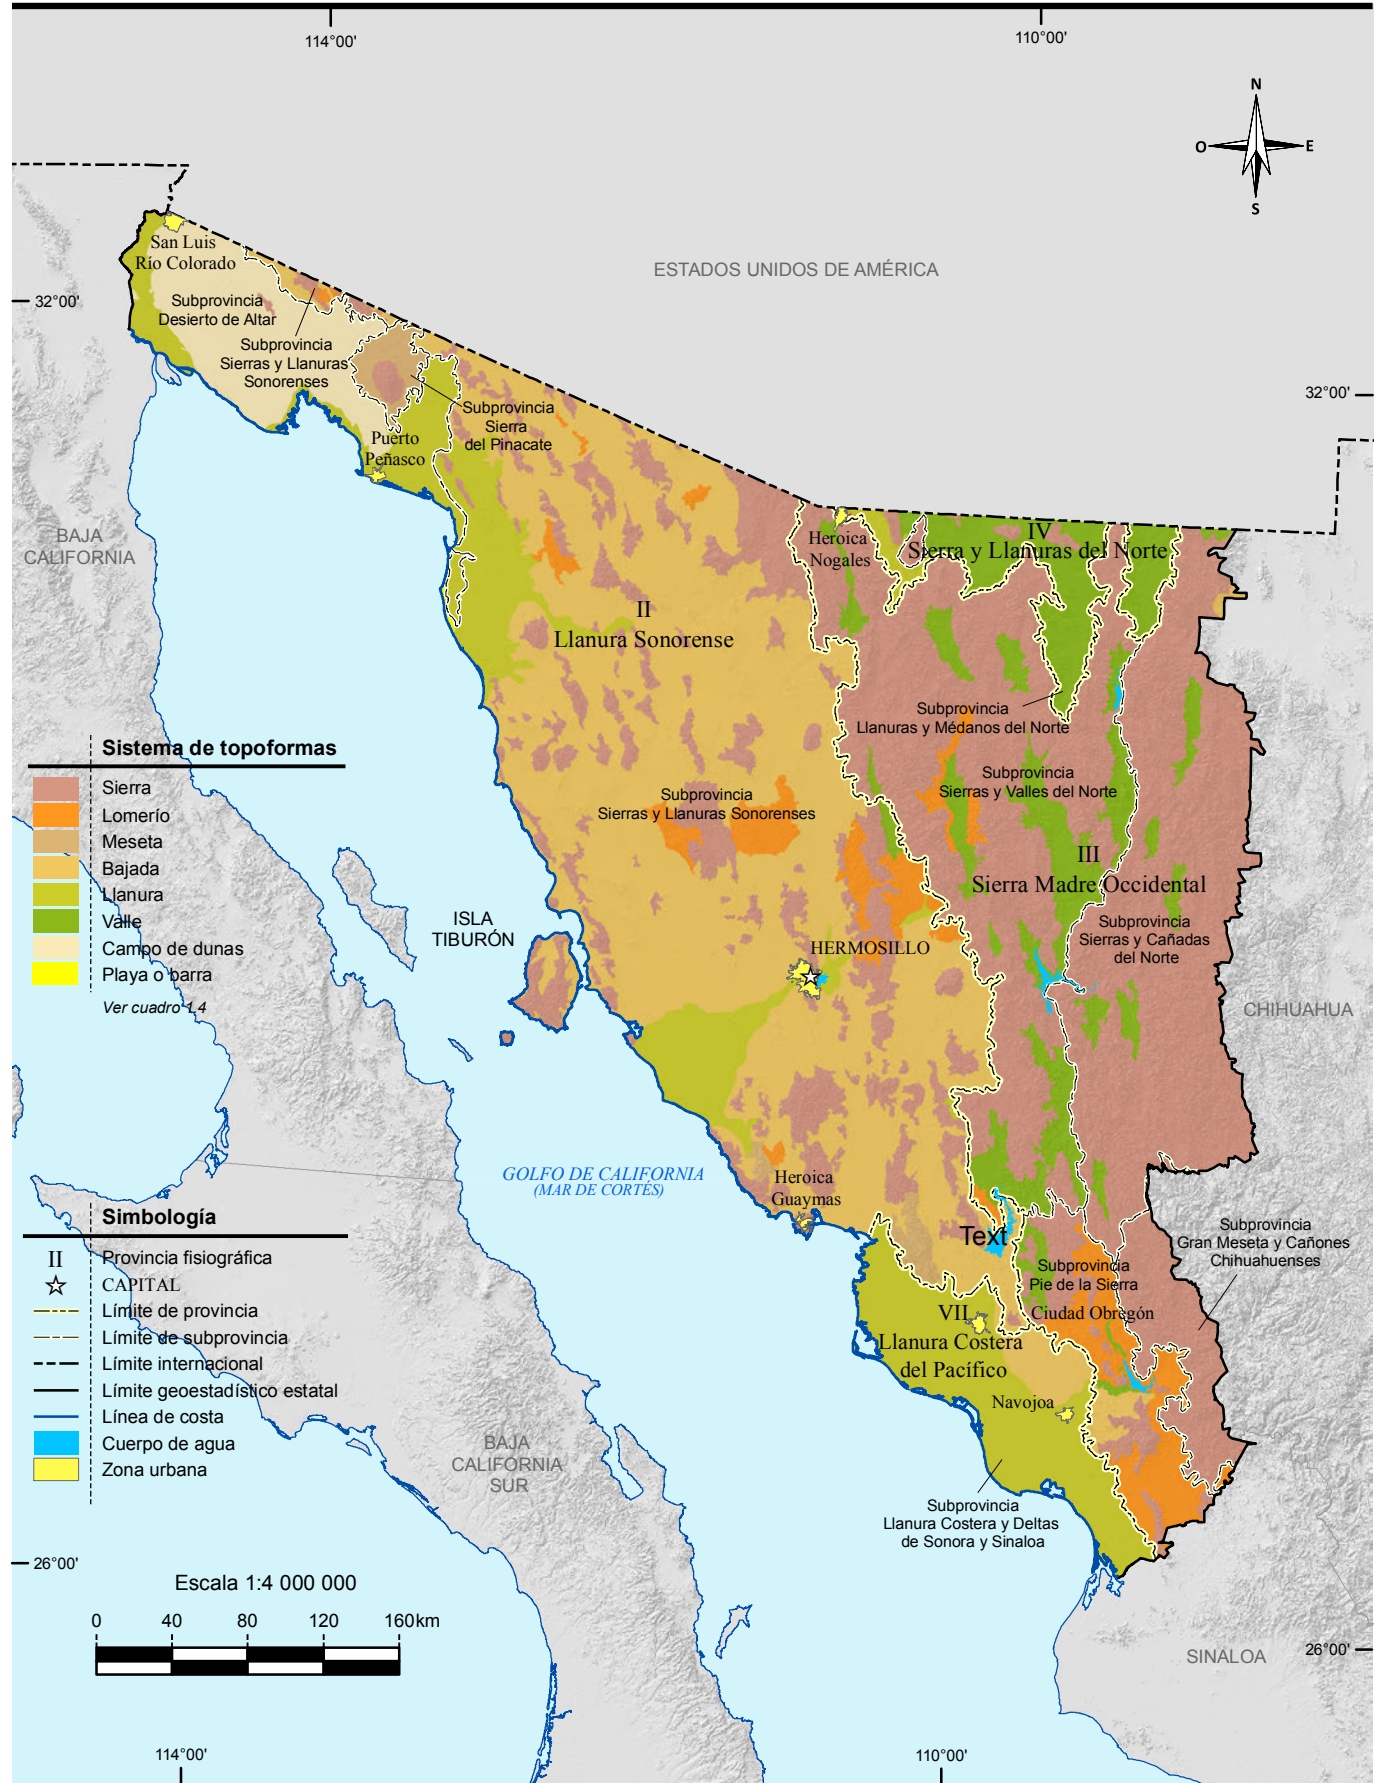 114°00'
110°00'
N
O
E
S
ESTADOS UNIDOS DE AMÉRICA
San Luis
Río Colorado
32°00'
Subprovincia
Desierto de Altar
Subprovincia
Sierras y Llanuras
Sonorenses
32°00'
Subprovincia
Sierra
del Pinacate
Puerto
Peñasco
BAJA
CALIFORNIA
Heroica
Nogales
IV
Sierra y Llanuras del Norte
II
Llanura Sonorense
Subprovincia
Llanuras y Médanos del Norte
Subprovincia
Sierras y Valles del Norte
Subprovincia
Sierras y Llanuras Sonorenses
III
Sierra Madre Occidental
Subprovincia
Sierras y Cañadas
del Norte
ISLA
TIBURÓN
HERMOSILLO
CHIHUAHUA
Sistema de topoformas
Sierra
Lomerío
Meseta
Bajada
Llanura
Valle
Campo de dunas
Playa o barra
Ver cuadro 1.4
GOLFO DE CALIFORNIA
(MAR DE CORTÉS)
Heroica
Guaymas
Text
Subprovincia
Gran Meseta y Cañones
Chihuahuenses
Subprovincia
Pie de la Sierra
Ciudad Obregón
VII
Llanura Costera
del Pacífico
Navojoa
Simbología
II Provincia fisiográfica
CAPITAL
Límite de provincia
Límite de subprovincia
Límite internacional
Límite geoestadístico estatal
Línea de costa
Cuerpo de agua
Zona urbana
BAJA
CALIFORNIA
SUR
Subprovincia
Llanura Costera y Deltas
de Sonora y Sinaloa
26°00'
Escala 1:4 000 000
0 40 80 120 160km
SINALOA
26°00'
114°00'
110°00'